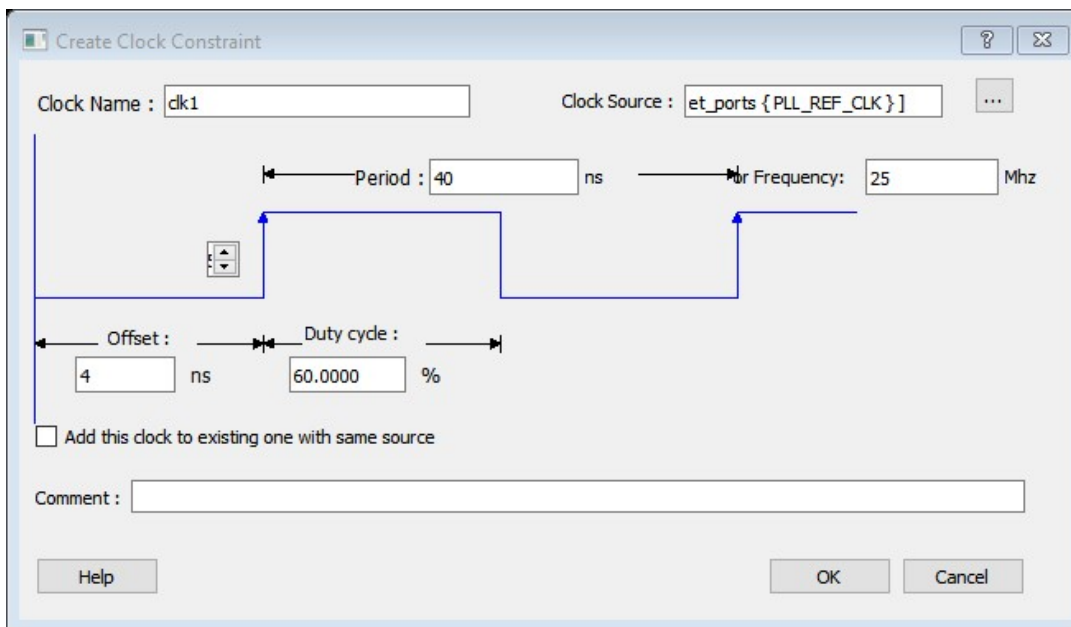 Create Clock Constraint
Clock Name : clk1 Clock Source : et_ports { PLL_REF_CLK } ] ...
Period : 40 ns or Frequency: 25 Mhz
Offset : Duty cycle :
4 ns 60.0000 %
Add this clock to existing one with same source
Comment :
Help OK Cancel